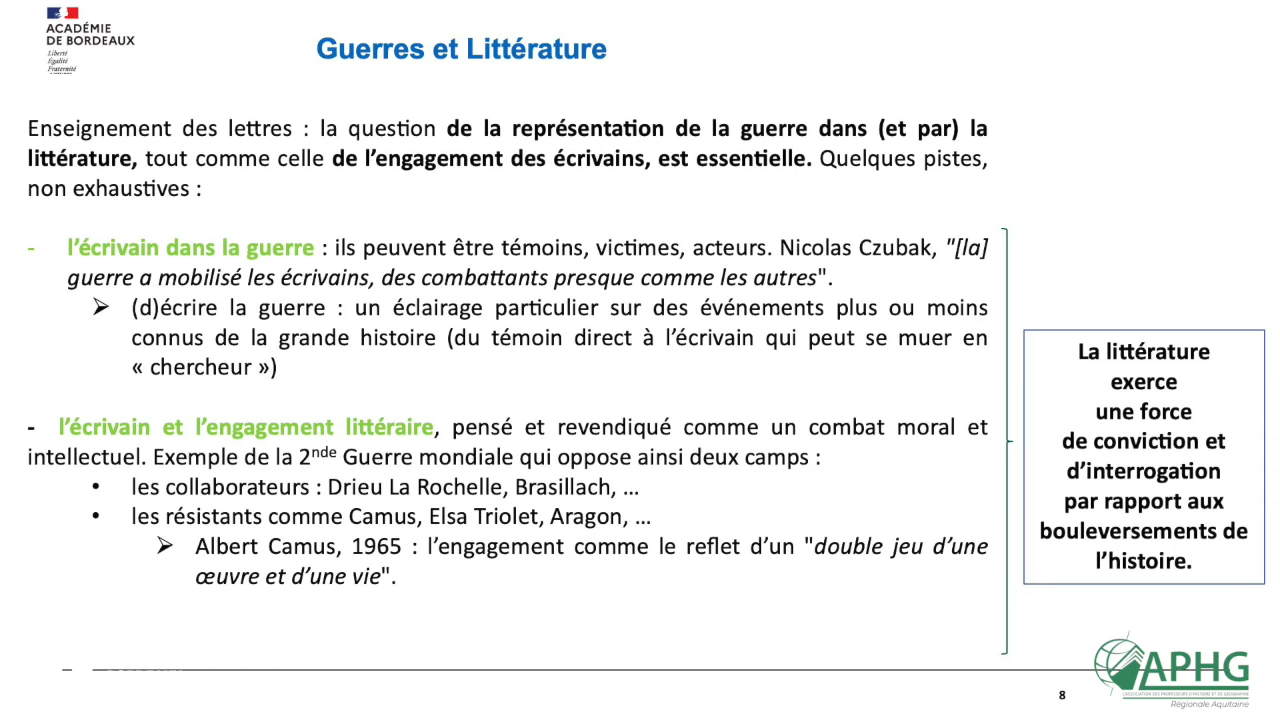 ACADÉMIE
DE BORDEAUX
Liberté
Égalité
Fraternité
Guerres et Littérature
Enseignement des lettres : la question de la représentation de la guerre dans (et par) la
littérature, tout comme celle de l’engagement des écrivains, est essentielle. Quelques pistes,
non exhaustives :
- l’écrivain dans la guerre : ils peuvent être témoins, victimes, acteurs. Nicolas Czubak, "[la]
guerre a mobilisé les écrivains, des combattants presque comme les autres".
➢ (d)écrire la guerre : un éclairage particulier sur des événements plus ou moins
connus de la grande histoire (du témoin direct à l’écrivain qui peut se muer en
« chercheur »)
- l’écrivain et l’engagement littéraire, pensé et revendiqué comme un combat moral et
intellectuel. Exemple de la 2nde Guerre mondiale qui oppose ainsi deux camps :
• les collaborateurs : Drieu La Rochelle, Brasillach, …
• les résistants comme Camus, Elsa Triolet, Aragon, …
➢ Albert Camus, 1965 : l’engagement comme le reflet d’un "double jeu d’une
œuvre et d’une vie".
La littérature
exerce
une force
de conviction et
d’interrogation
par rapport aux
bouleversements de
l’histoire.
APHG
L'ASSOCIATION DES PROFESSEURS D'HISTOIRE ET DE GÉOGRAPHIE
Régionale Aquitaine
8